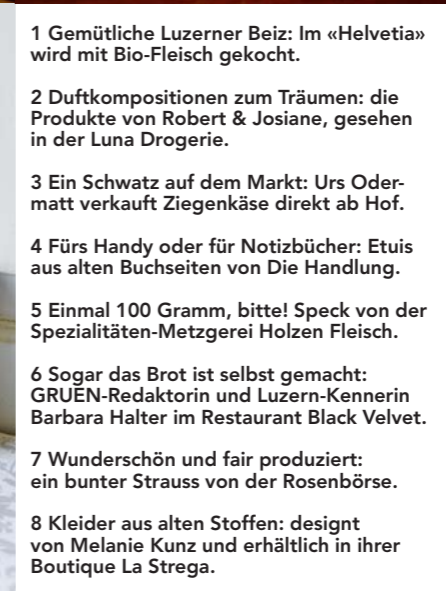 1 Gemütliche Luzerner Beiz: Im «Helvetia»
wird mit Bio-Fleisch gekocht.
2 Duftkompositionen zum Träumen: die
Produkte von Robert & Josiane, gesehen
in der Luna Drogerie.
3 Ein Schwatz auf dem Markt: Urs Oder-
matt verkauft Ziegenkäse direkt ab Hof.
4 Fürs Handy oder für Notizbücher: Etuis
aus alten Buchseiten von Die Handlung.
5 Einmal 100 Gramm, bitte! Speck von der
Spezialitäten-Metzgerei Holzen Fleisch.
6 Sogar das Brot ist selbst gemacht:
GRUEN-Redaktorin und Luzern-Kennerin
Barbara Halter im Restaurant Black Velvet.
7 Wunderschön und fair produziert:
ein bunter Strauss von der Rosenbörse.
8 Kleider aus alten Stoffen: designt
von Melanie Kunz und erhältlich in ihrer
Boutique La Strega.